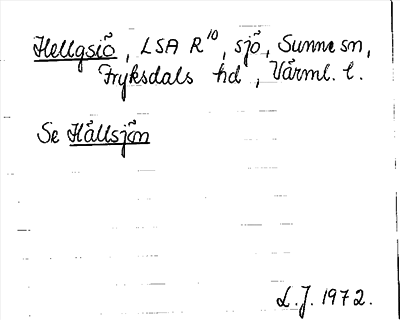 Hellgsiö, LSA R¹⁰, sjö, Sunne sn,
Fryksdals hd, Värml. l.
Se Hällsjön
L.J. 1972.